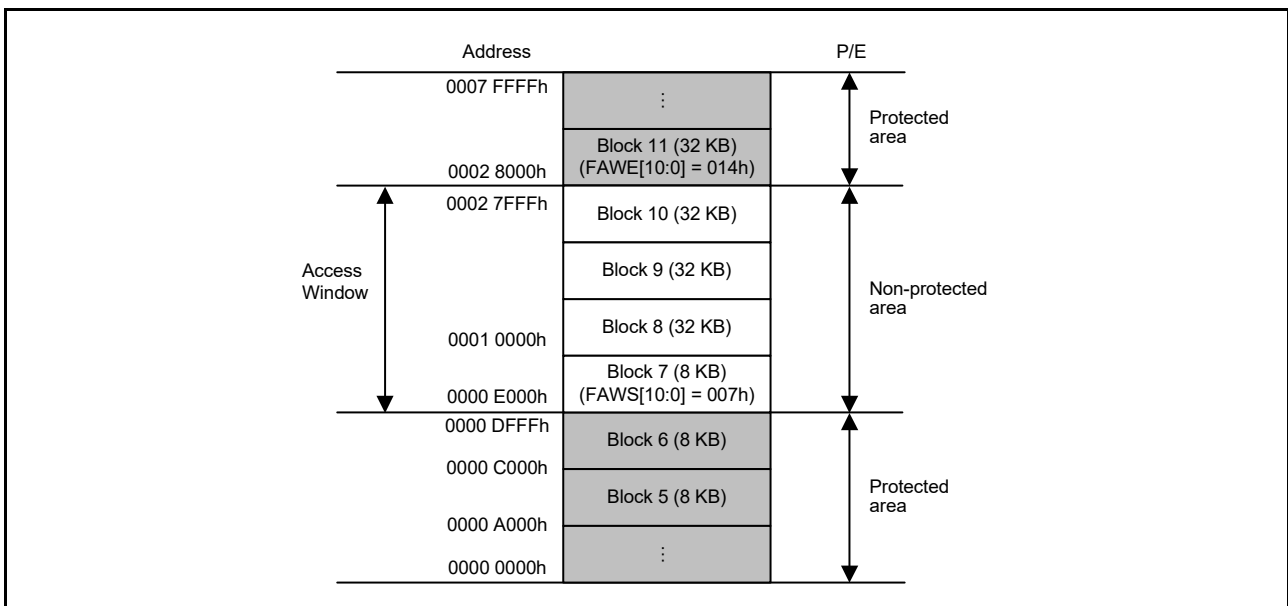 Address
P/E
0007 FFFFh
⋮
Protected
area
Block 11 (32 KB)
(FAWE[10:0] = 014h)
0002 8000h
0002 7FFFh
Block 10 (32 KB)
Access
Window
Block 9 (32 KB)
Non-protected
area
Block 8 (32 KB)
0001 0000h
Block 7 (8 KB)
(FAWS[10:0] = 007h)
0000 E000h
0000 DFFFh
Block 6 (8 KB)
0000 C000h
Block 5 (8 KB)
Protected
area
0000 A000h
⋮
0000 0000h